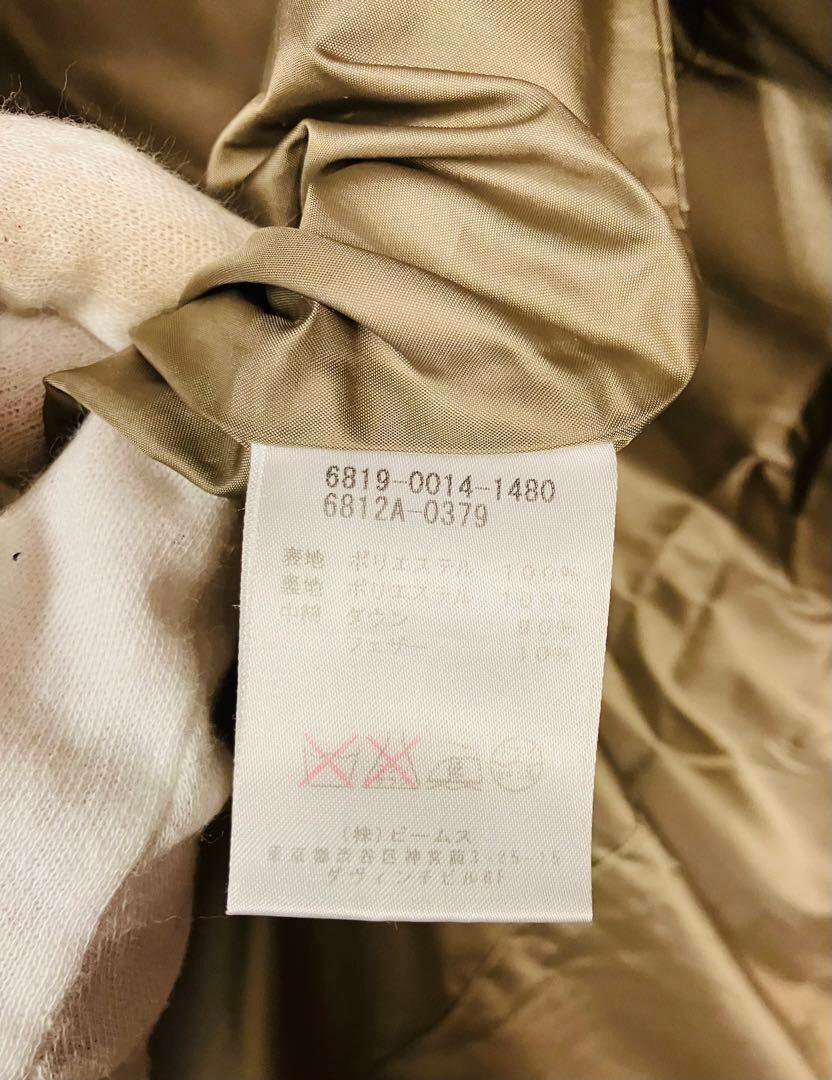 6819-0014-1480
6812A-0379
表地 ポリエステル 100%
裏地 ポリエステル 100%
中綿 ダウン 90%
フェザー 10%
(株)ビームス
東京都渋谷区神宮前3-25-15
ダヴィンチビル6F